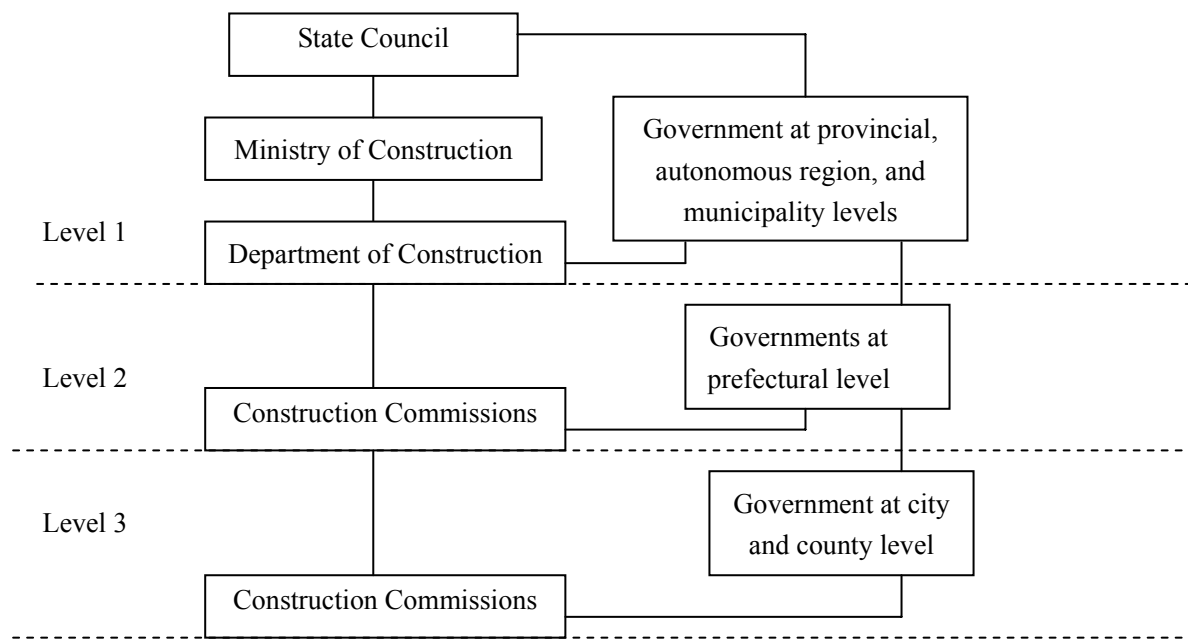 State Council
Ministry of Construction
Government at provincial,
autonomous region, and
municipality levels
Level 1
Department of Construction
Governments at
prefectural level
Level 2
Construction Commissions
Government at city
and county level
Level 3
Construction Commissions